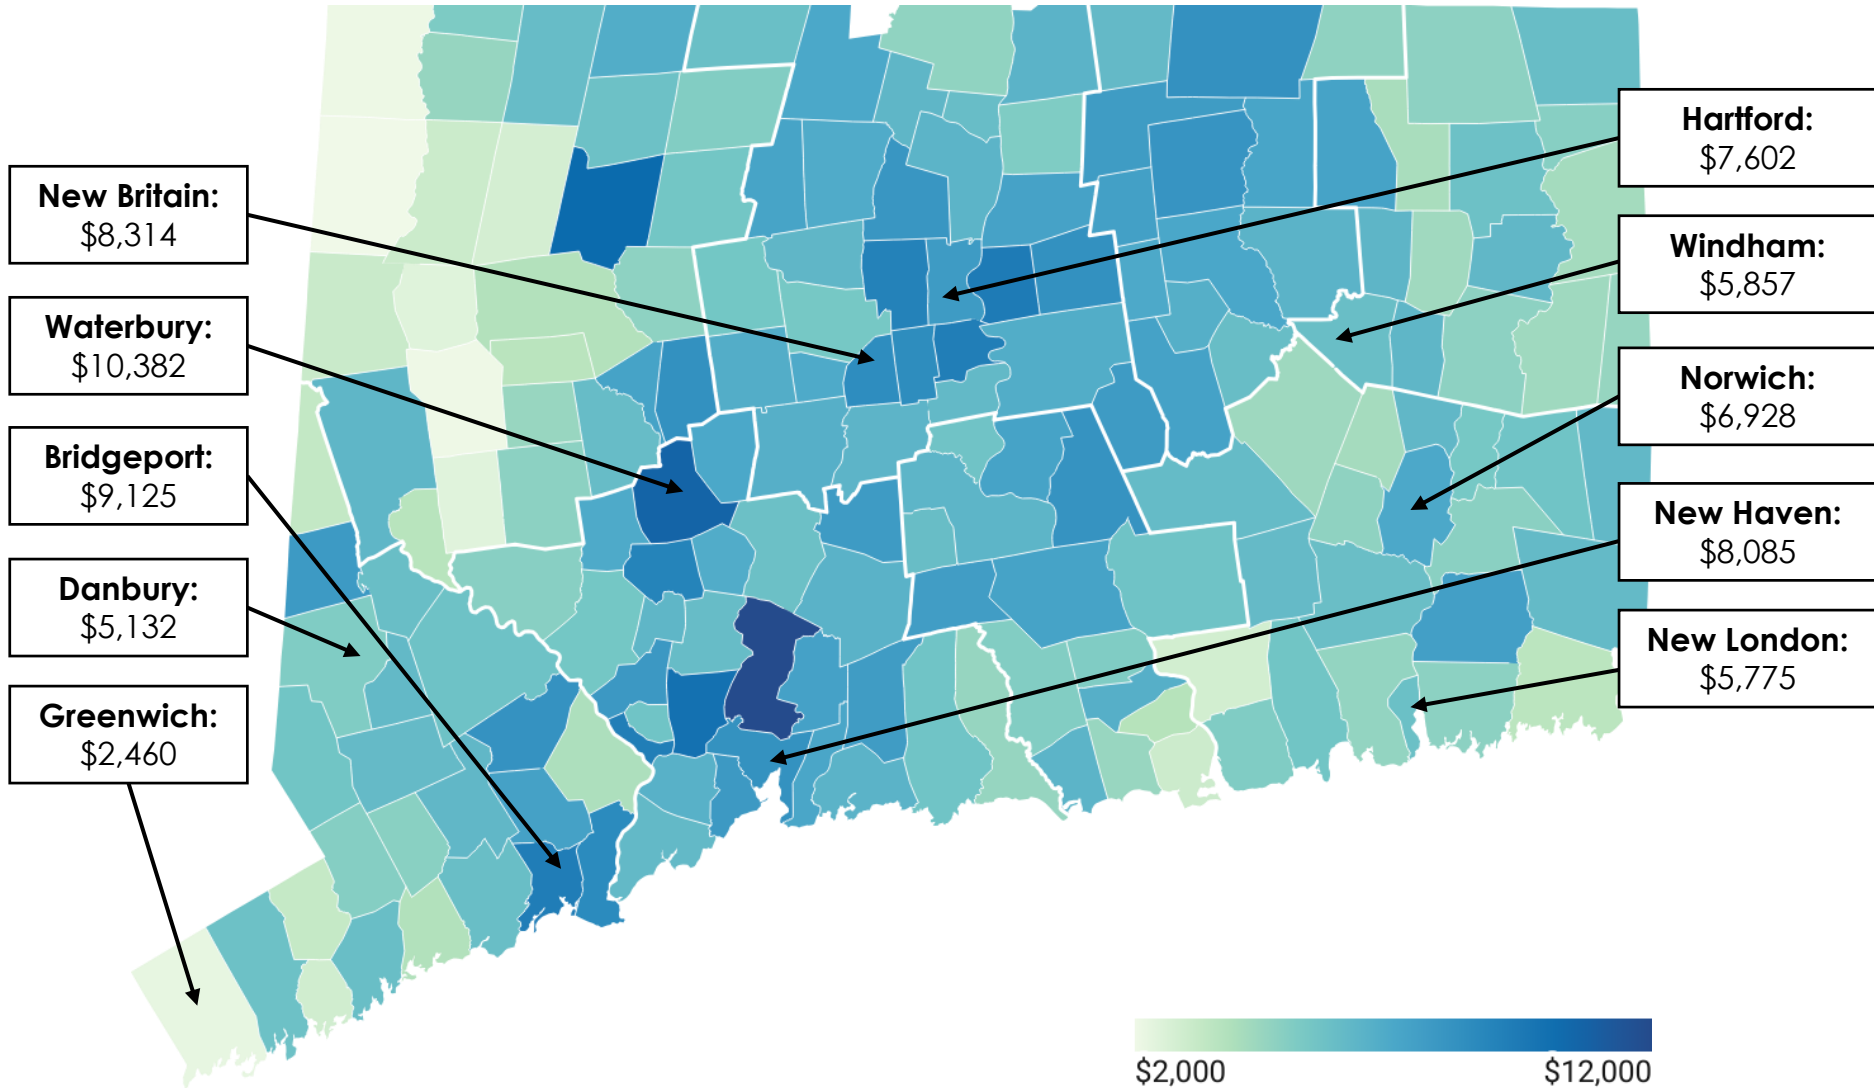 New Britain:
$8,314
Waterbury:
$10,382
Bridgeport:
$9,125
Danbury:
$5,132
Greenwich:
$2,460
Hartford:
$7,602
Windham:
$5,857
Norwich:
$6,928
New Haven:
$8,085
New London:
$5,775
$2,000
$12,000